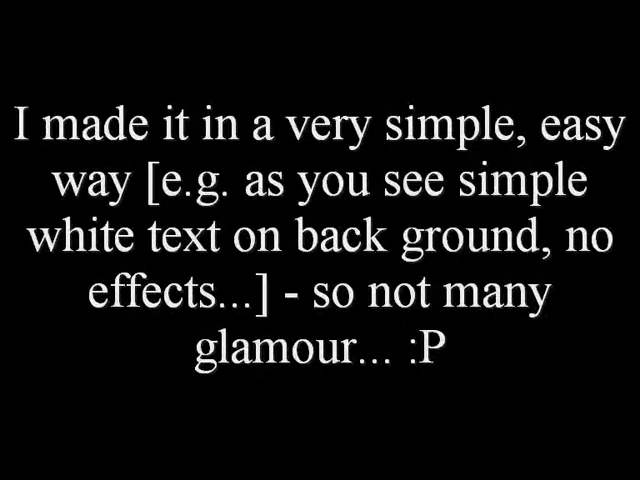 I made it in a very simple, easy
way [e.g. as you see simple
white text on back ground, no
effects...] - so not many
glamour... :P